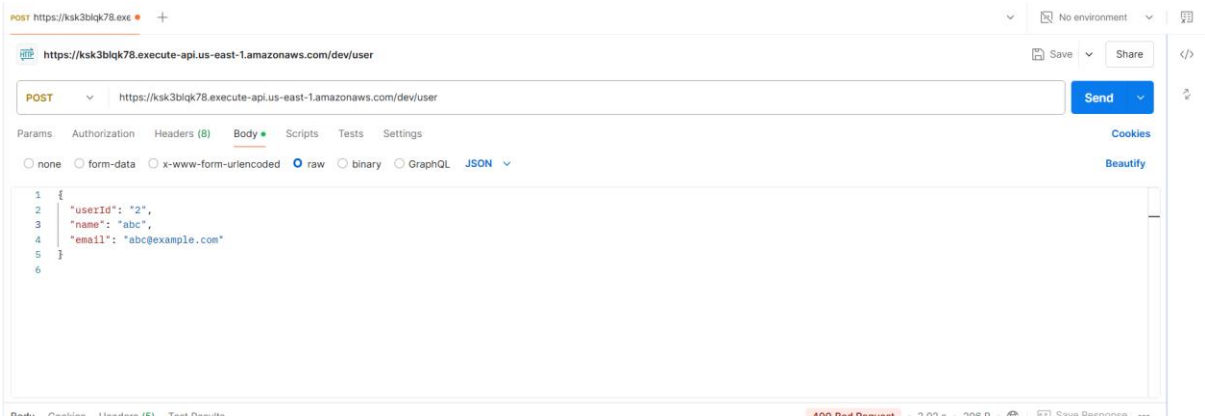 POST https://ksk3blqk78.exe
No environment
https://ksk3blqk78.execute-api.us-east-1.amazonaws.com/dev/user
Save Share
POST https://ksk3blqk78.execute-api.us-east-1.amazonaws.com/dev/user Send
Params Authorization Headers (8) Body Scripts Tests Settings Cookies
none form-data x-www-form-urlencoded raw binary GraphQL JSON Beautify
1 {
2 "userId": "2",
3 "name": "abc",
4 "email": "abc@example.com"
5 }
6
Body Cookies Headers (5) Test Results 400 Bad Request Save Response